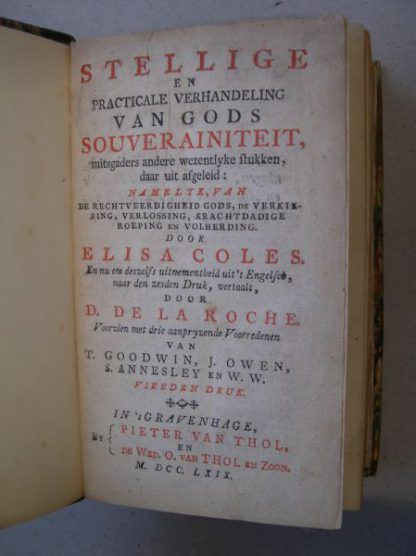 STELLIGE
EN
PRACTICALE VERHANDELING
VAN GODS
SOUVERAINITEIT,
mitsgaders andere wezentlyke stukken,
daar uit afgeleid:
NAMELYK, VAN
DE RECHTVEERDIGHEID GODS, DE VERKIE-
ZING, VERLOSSING, KRACHTDADIGE
ROEPING EN VOLHERDING.
DOOR
ELISA COLES.
En nu om deszelfs uitnementheid uit 't Engelsch,
naar den zesden Druk, vertaalt,
DOOR
D. DE LA ROCHE.
Voorzien met drie aanpryzende Voorredenen
VAN
T. GOODWIN, J. OWEN,
S. ANNESLEY EN W. W.
VIERDEN DRUK.
IN 'sGRAVENHAGE,
BY { PIETER VAN THOL,
EN
DE WED. O. VAN THOL EN ZOON.
M. DCC. LXIX.